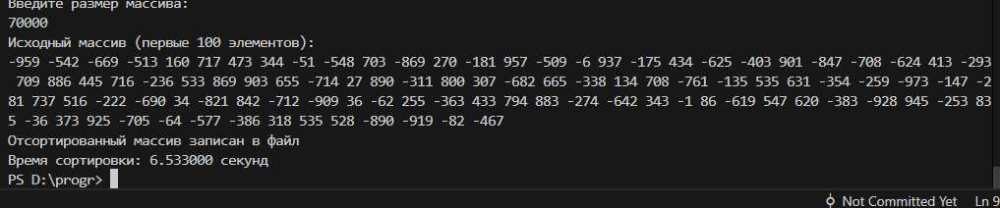 Введите размер массива:
70000
Исходный массив (первые 100 элементов):
-959 -542 -669 -513 160 717 473 344 -51 -548 703 -869 270 -181 957 -509 -6 937 -175 434 -625 -403 901 -847 -708 -624 413 -293
709 886 445 716 -236 533 869 903 655 -714 27 890 -311 800 307 -682 665 -338 134 708 -761 -135 535 631 -354 -259 -973 -147 -2
81 737 516 -222 -690 34 -821 842 -712 -909 36 -62 255 -363 433 794 883 -274 -642 343 -1 86 -619 547 620 -383 -928 945 -253 83
5 -36 373 925 -705 -64 -577 -386 318 535 528 -890 -919 -82 -467
Отсортированный массив записан в файл
Время сортировки: 6.533000 секунд
PS D:\progr>
Not Committed Yet Ln 9